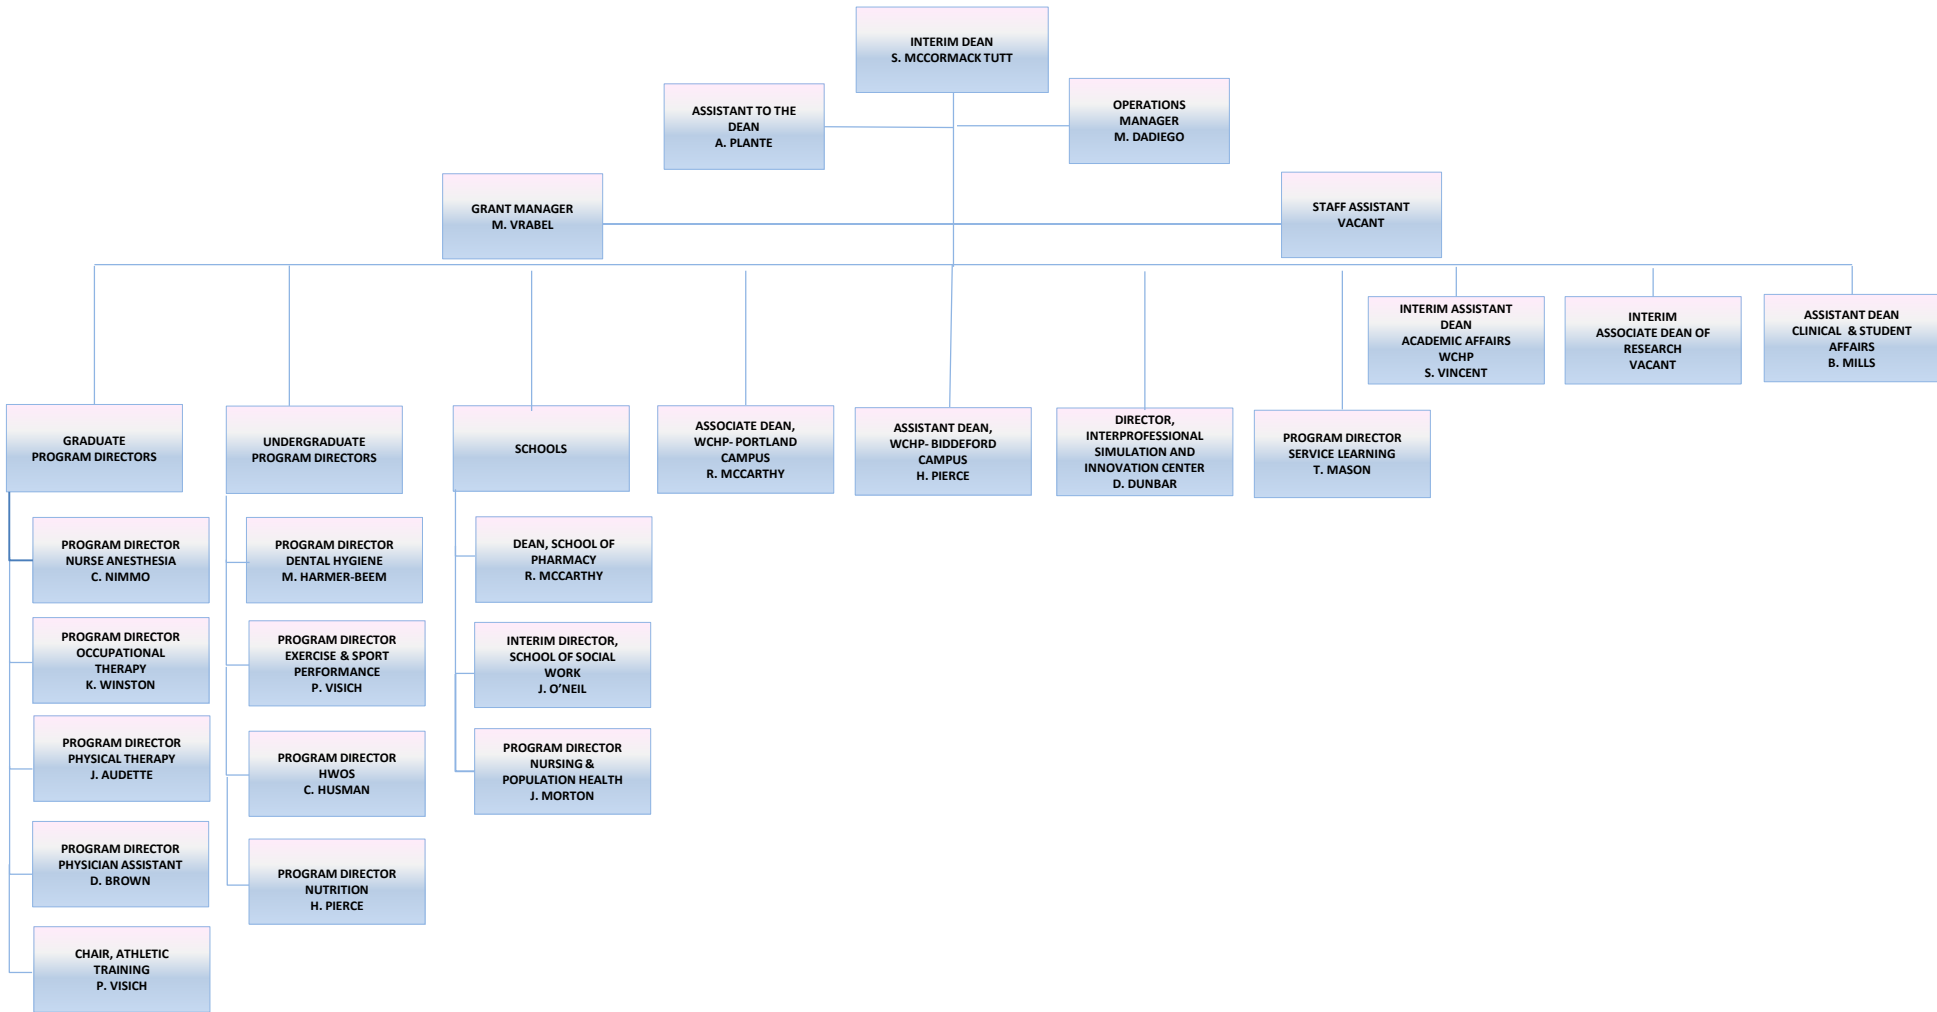 INTERIM DEAN
S. MCCORMACK TUTT
ASSISTANT TO THE
DEAN
A. PLANTE
OPERATIONS
MANAGER
M. DADIEGO
GRANT MANAGER
M. VRABEL
STAFF ASSISTANT
VACANT
INTERIM ASSISTANT
DEAN
ACADEMIC AFFAIRS
WCHP
S. VINCENT
INTERIM
ASSOCIATE DEAN OF
RESEARCH
VACANT
ASSISTANT DEAN
CLINICAL & STUDENT
AFFAIRS
B. MILLS
GRADUATE
PROGRAM DIRECTORS
UNDERGRADUATE
PROGRAM DIRECTORS
SCHOOLS
ASSOCIATE DEAN,
WCHP- PORTLAND
CAMPUS
R. MCCARTHY
ASSISTANT DEAN,
WCHP- BIDDEFORD
CAMPUS
H. PIERCE
DIRECTOR,
INTERPROFESSIONAL
SIMULATION AND
INNOVATION CENTER
D. DUNBAR
PROGRAM DIRECTOR
SERVICE LEARNING
T. MASON
PROGRAM DIRECTOR
NURSE ANESTHESIA
C. NIMMO
PROGRAM DIRECTOR
DENTAL HYGIENE
M. HARMER-BEEM
DEAN, SCHOOL OF
PHARMACY
R. MCCARTHY
PROGRAM DIRECTOR
OCCUPATIONAL
THERAPY
K. WINSTON
PROGRAM DIRECTOR
EXERCISE & SPORT
PERFORMANCE
P. VISICH
INTERIM DIRECTOR,
SCHOOL OF SOCIAL
WORK
J. O’NEIL
PROGRAM DIRECTOR
PHYSICAL THERAPY
J. AUDETTE
PROGRAM DIRECTOR
HWOS
C. HUSMAN
PROGRAM DIRECTOR
NURSING &
POPULATION HEALTH
J. MORTON
PROGRAM DIRECTOR
PHYSICIAN ASSISTANT
D. BROWN
PROGRAM DIRECTOR
NUTRITION
H. PIERCE
CHAIR, ATHLETIC
TRAINING
P. VISICH